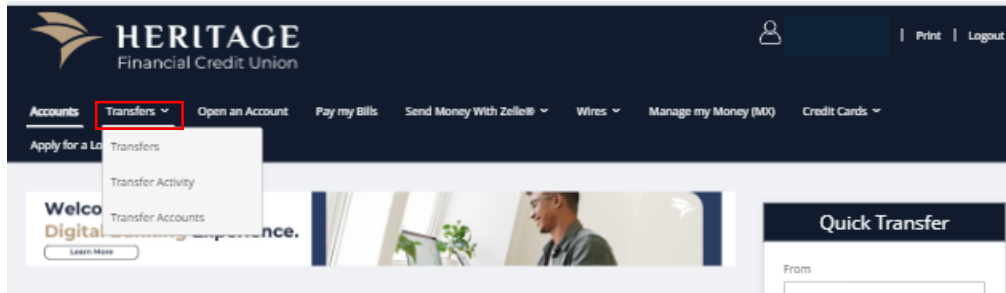 HERITAGE
Financial Credit Union
| Print | Logout
Accounts Transfers Open an Account Pay my Bills Send Money With Zelle® Wires Manage my Money (MX) Credit Cards
Apply for a Lo
Transfers
Transfer Activity
Transfer Accounts
Welco
Digital Banking Experience.
Learn More
Quick Transfer
From